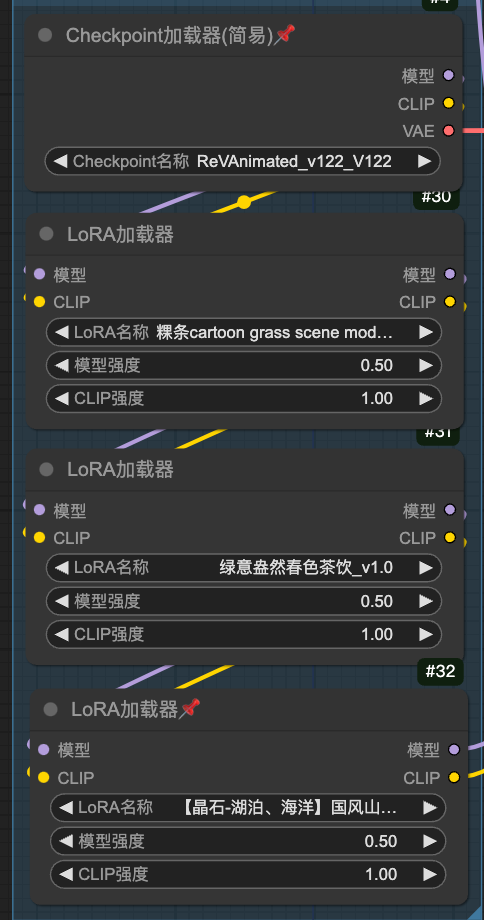 #4
Checkpoint加载器(简易)📌
模型
CLIP
VAE
Checkpoint名称 ReVAnimated_v122_V122
#30
LoRA加载器
模型 模型
CLIP CLIP
LoRA名称 粿条cartoon grass scene mod…
模型强度 0.50
CLIP强度 1.00
#31
LoRA加载器
模型 模型
CLIP CLIP
LoRA名称 绿意盎然春色茶饮_v1.0
模型强度 0.50
CLIP强度 1.00
#32
LoRA加载器📌
模型 模型
CLIP CLIP
LoRA名称 【晶石-湖泊、海洋】国风山…
模型强度 0.50
CLIP强度 1.00